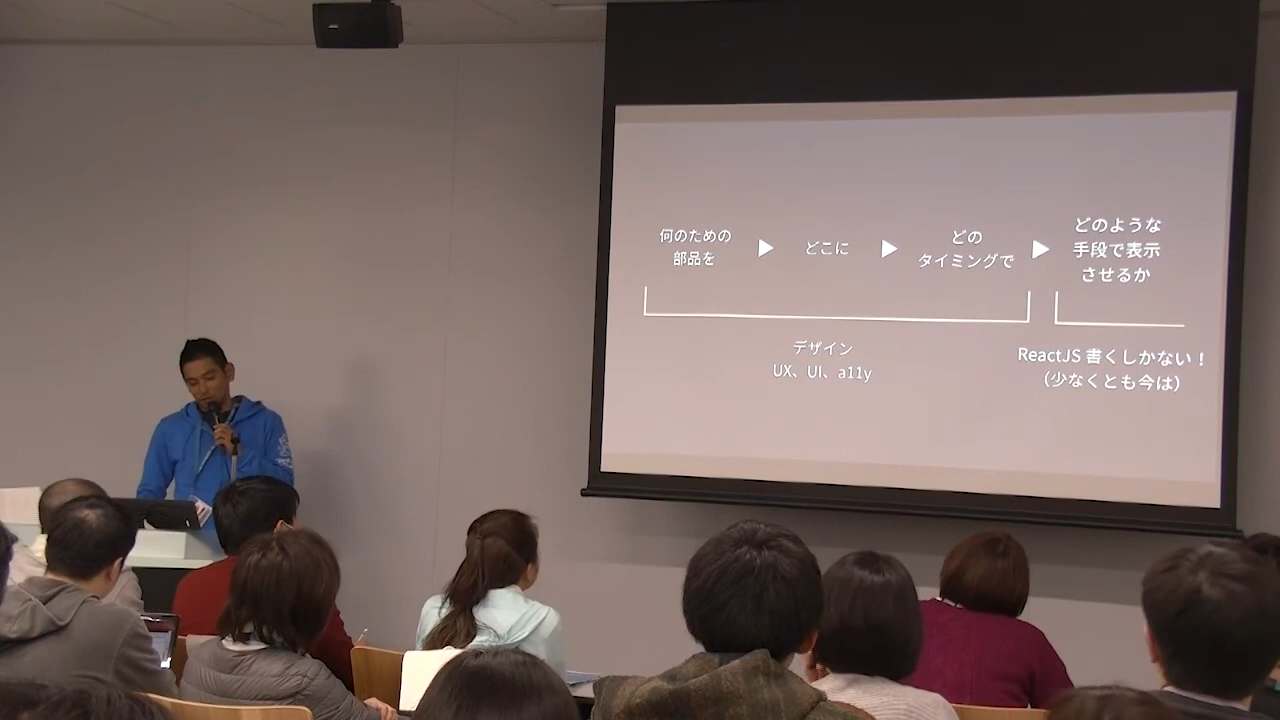 何のための
部品を
どこに
どの
タイミングで
どのような
手段で表示
させるか
デザイン
UX、UI、a11y
ReactJS 書くしかない！
（少なくとも今は）